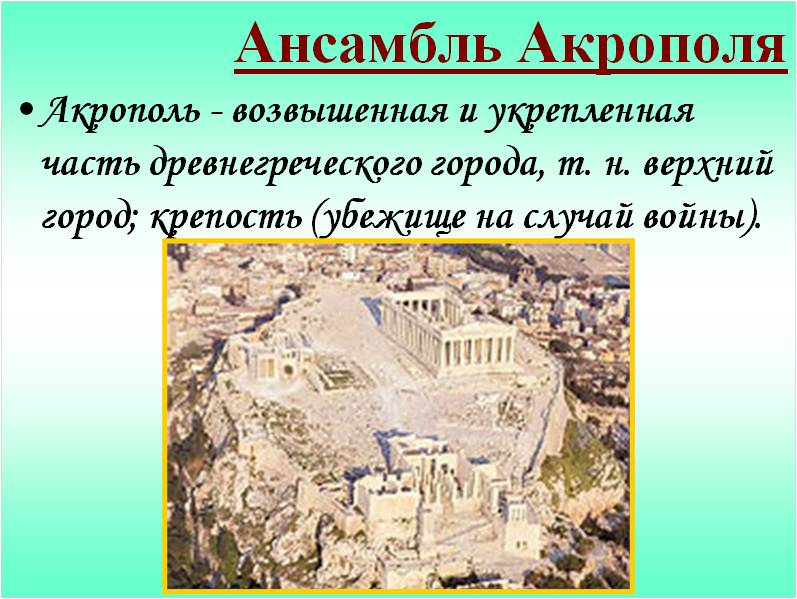 Ансамбль Акрополя
• Акрополь - возвышенная и укрепленная
часть древнегреческого города, т. н. верхний
город; крепость (убежище на случай войны).